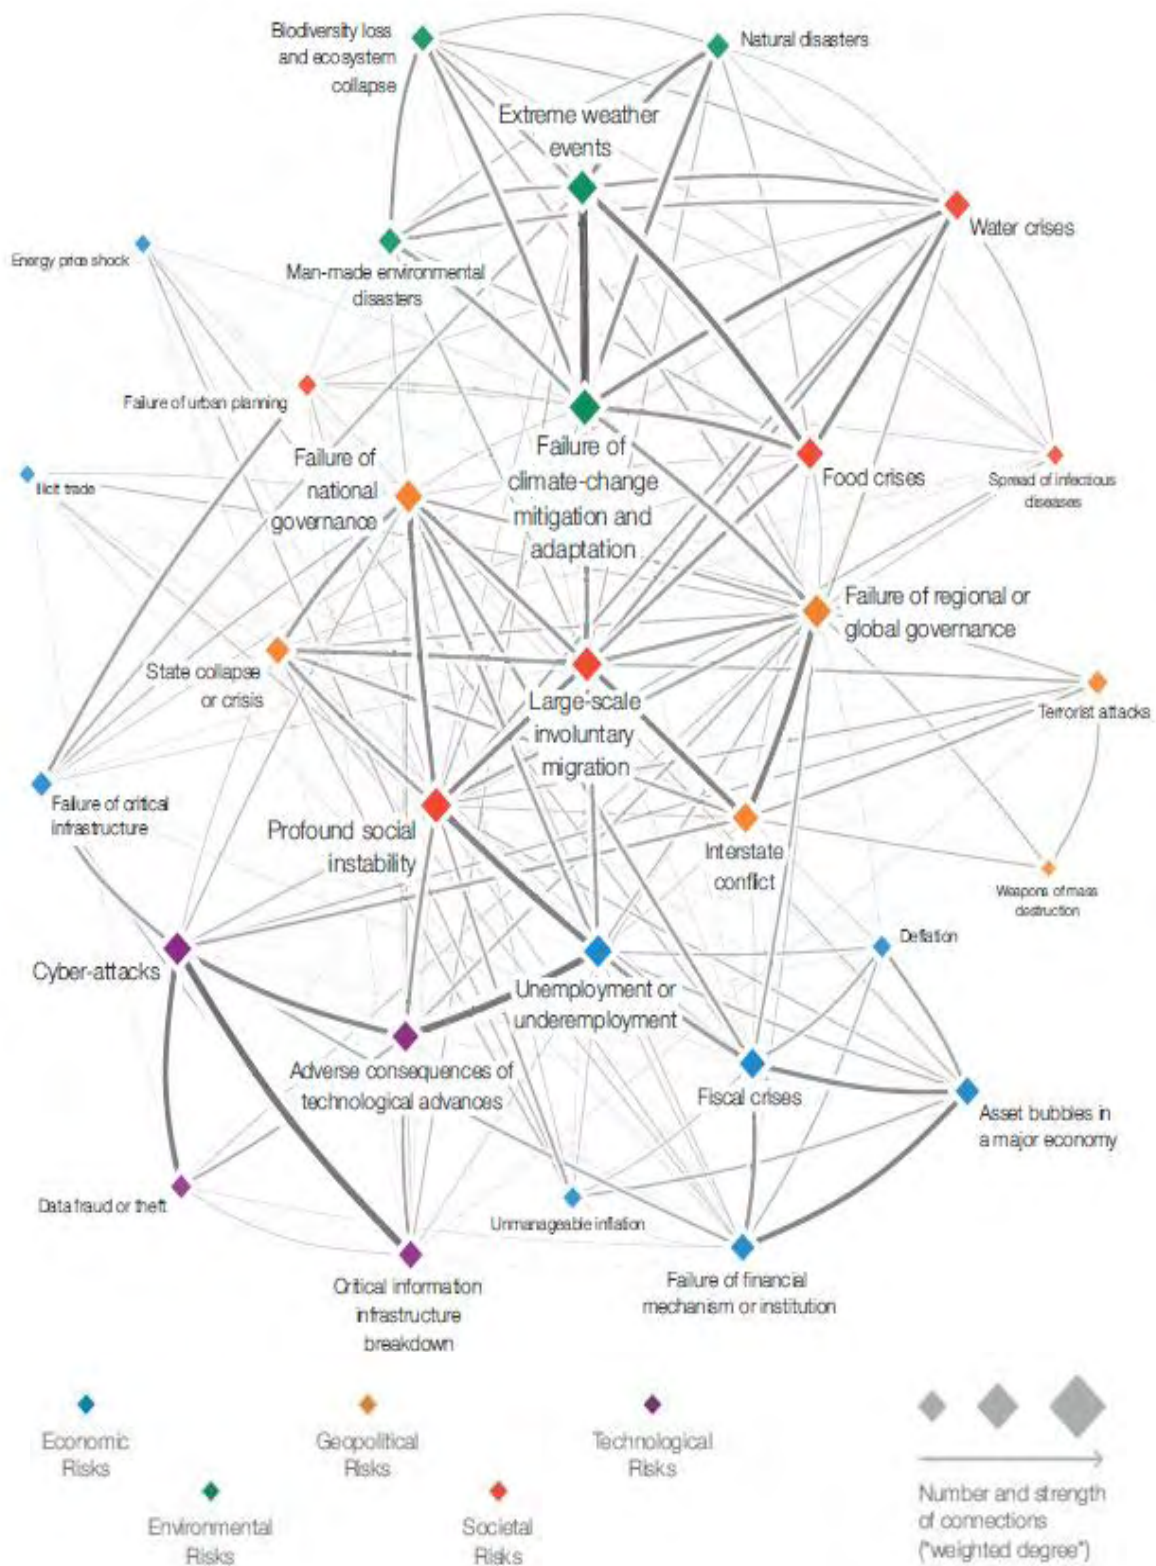 Biodiversity loss
and ecosystem
collapse
Natural disasters
Extreme weather
events
Water crises
Energy price shock
Man-made environmental
disasters
Failure of urban planning
Failure of
national
governance
Failure of
climate-change
mitigation and
adaptation
Food crises
Illicit trade
Spread of infectious
diseases
Failure of regional or
global governance
State collapse
or crisis
Large-scale
involuntary
migration
Terrorist attacks
Failure of critical
infrastructure
Profound social
instability
Interstate
conflict
Weapons of mass
destruction
Deflation
Cyber-attacks
Unemployment or
underemployment
Adverse consequences of
technological advances
Fiscal crises
Asset bubbles in
a major economy
Data fraud or theft
Unmanageable inflation
Critical information
infrastructure
breakdown
Failure of financial
mechanism or institution
Economic
Risks
Geopolitical
Risks
Technological
Risks
Environmental
Risks
Societal
Risks
Number and strength
of connections
("weighted degree")